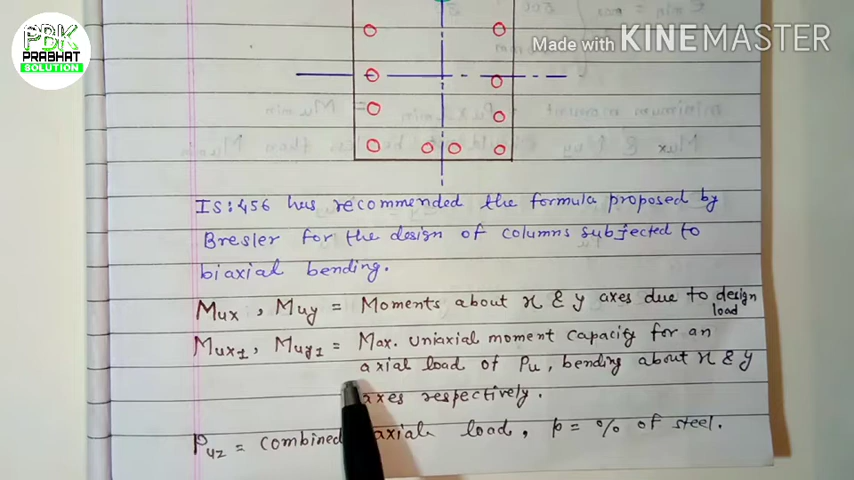 PBK
PRABHAT
SOLUTION
Made with KINEMASTER
IS:456 has recommended the formula proposed by
Bresler for the design of columns subjected to
biaxial bending.
Mux, Muy = Moments about x & y axes due to design
load
Mux1, Muy1 = Max. uniaxial moment capacity for an
axial load of Pu, bending about x & y
axes respectively.
Puz = combined axial load, p = % of steel.